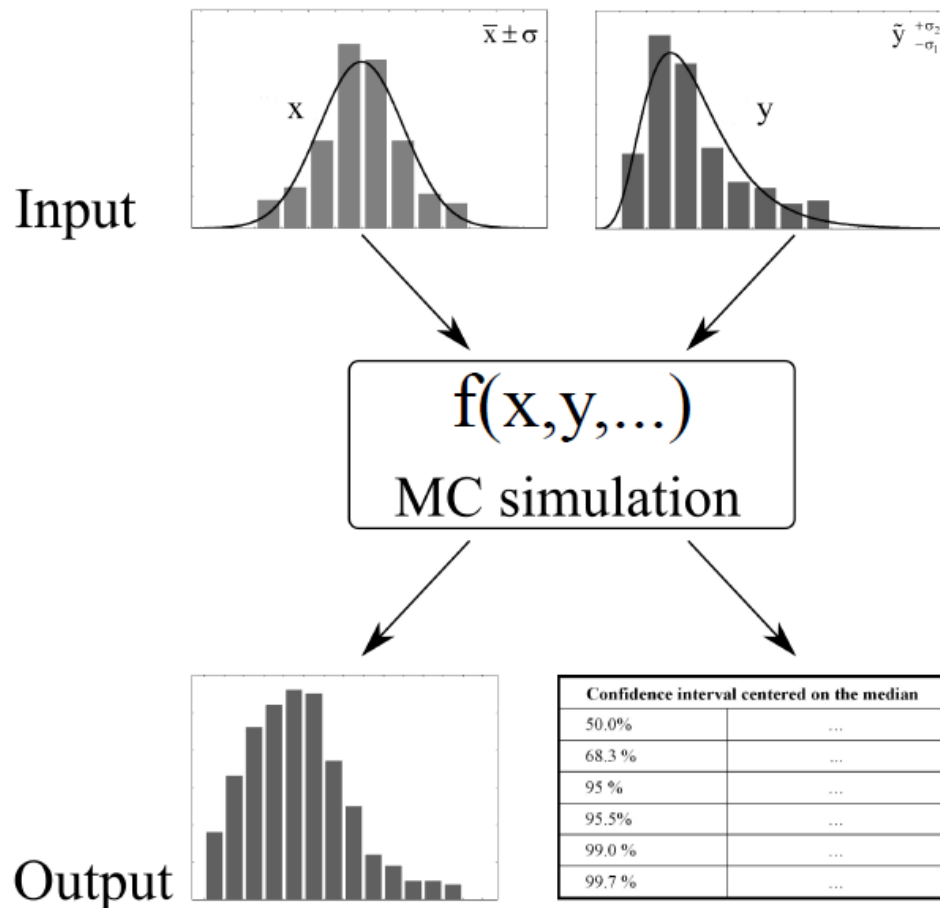 x̄ ± σ
ỹ +σ₂ −σ₁
x
y
Input
f(x,y,...)
MC simulation
Confidence interval centered on the median
50.0% ...
68.3 % ...
95 % ...
95.5% ...
99.0 % ...
99.7 % ...
Output